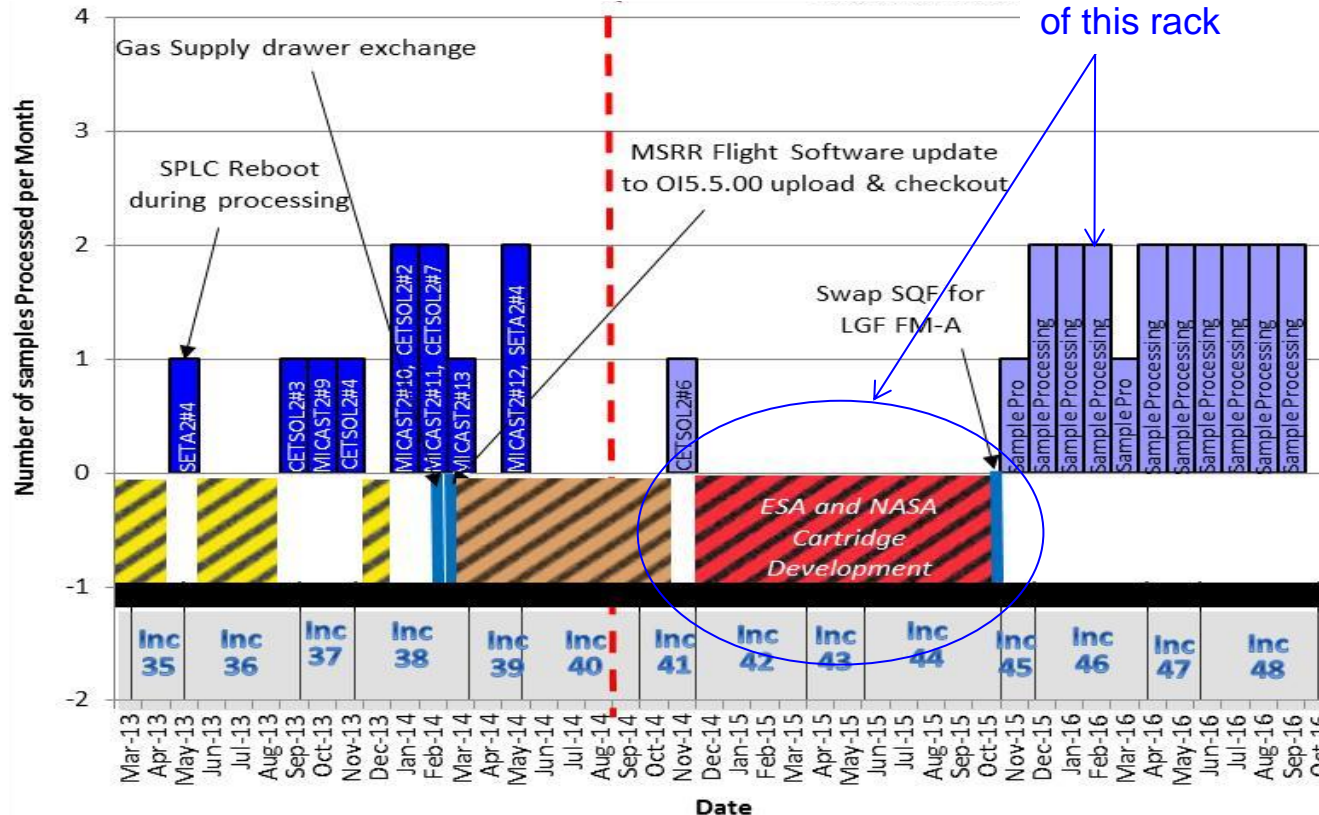 of this rack
4
Gas Supply drawer exchange
3
MSRR Flight Software update
to OI5.5.00 upload & checkout
SPLC Reboot
during processing
2
Swap SQF for
LGF FM-A
1
0
-1
-2
Number of samples Processed per Month
SETA2#4
CETSOL2#3
MICAST2#9
CETSOL2#4
MICAST2#10, CETSOL2#2
MICAST2#11, CETSOL2#7
MICAST2#13
MICAST2#12, SETA2#4
CETSOL2#6
Sample Pro
Sample Processing
Sample Processing
Sample Processing
Sample Pro
Sample Processing
Sample Processing
Sample Processing
Sample Processing
Sample Processing
Sample Processing
ESA and NASA
Cartridge
Development
Inc
35
Inc
36
Inc
37
Inc
38
Inc
39
Inc
40
Inc
41
Inc
42
Inc
43
Inc
44
Inc
45
Inc
46
Inc
47
Inc
48
Mar-13
Apr-13
May-13
Jun-13
Jul-13
Aug-13
Sep-13
Oct-13
Nov-13
Dec-13
Jan-14
Feb-14
Mar-14
Apr-14
May-14
Jun-14
Jul-14
Aug-14
Sep-14
Oct-14
Nov-14
Dec-14
Jan-15
Feb-15
Mar-15
Apr-15
May-15
Jun-15
Jul-15
Aug-15
Sep-15
Oct-15
Nov-15
Dec-15
Jan-16
Feb-16
Mar-16
Apr-16
May-16
Jun-16
Jul-16
Aug-16
Sep-16
Date